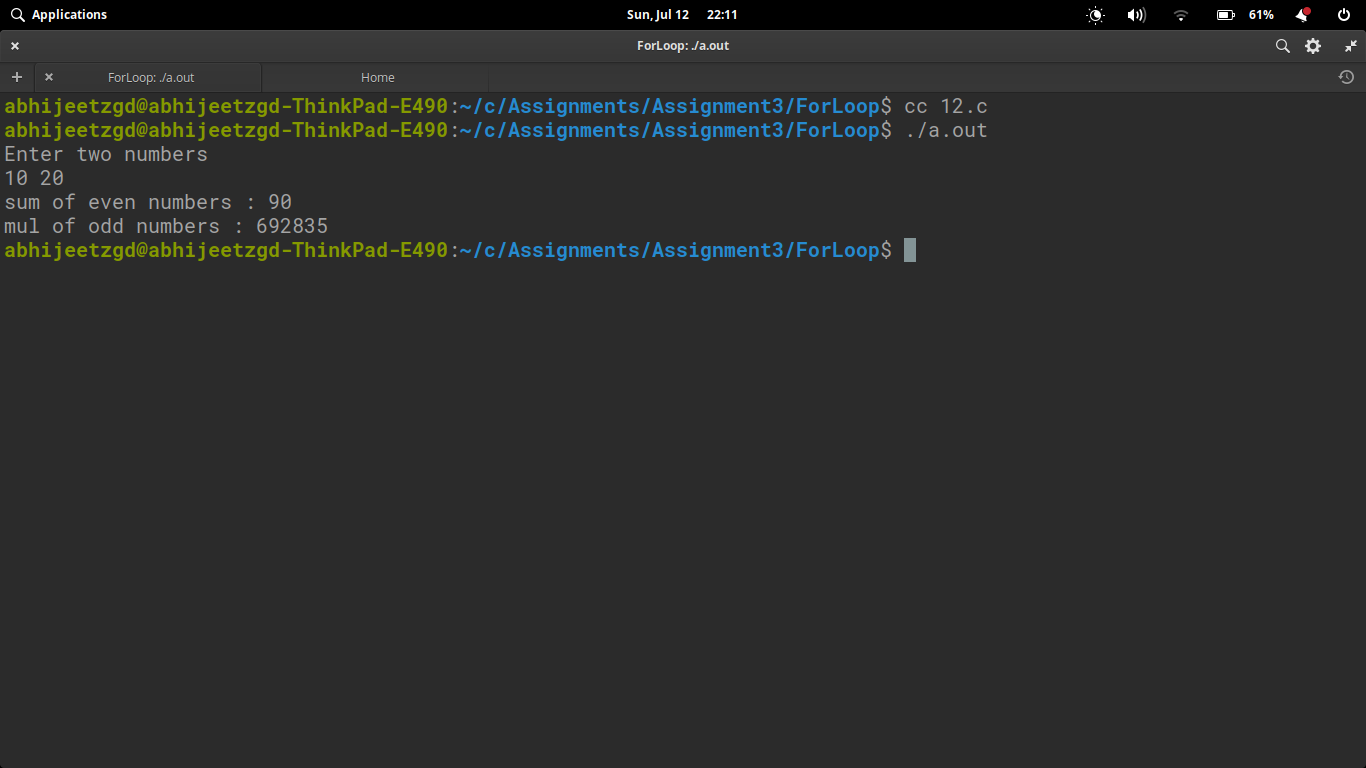 Applications Sun, Jul 12 22:11 61%
ForLoop: ./a.out
ForLoop: ./a.out Home
abhijeetzgd@abhijeetzgd-ThinkPad-E490:~/c/Assignments/Assignment3/ForLoop$ cc 12.c
abhijeetzgd@abhijeetzgd-ThinkPad-E490:~/c/Assignments/Assignment3/ForLoop$ ./a.out
Enter two numbers
10 20
sum of even numbers : 90
mul of odd numbers : 692835
abhijeetzgd@abhijeetzgd-ThinkPad-E490:~/c/Assignments/Assignment3/ForLoop$